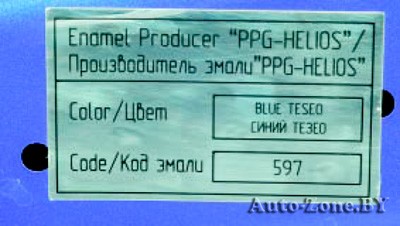 Enamel Producer "PPG-HELIOS"/
Производитель эмали"PPG-HELIOS"
Color/Цвет
BLUE TESEO
СИНИЙ ТЕЗЕО
Code/Код эмали
597
Auto-Zone.BY